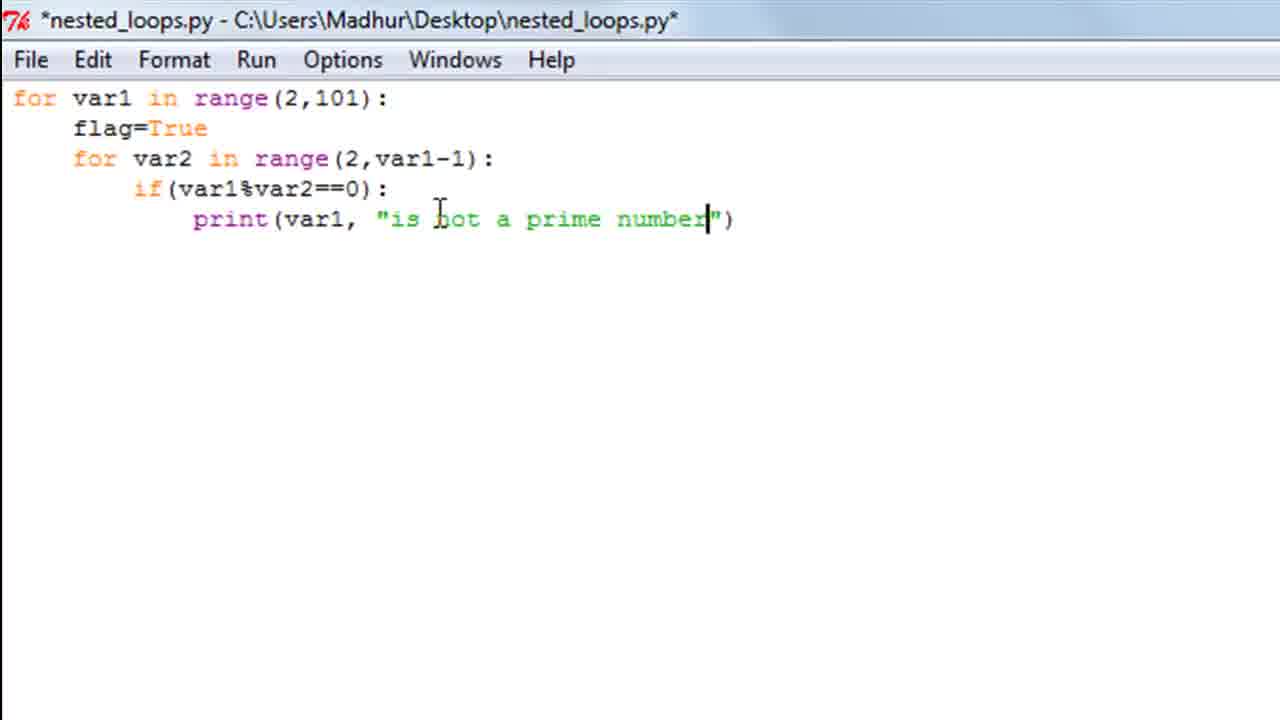 *nested_loops.py - C:\Users\Madhur\Desktop\nested_loops.py*
File Edit Format Run Options Windows Help
for var1 in range(2,101):
    flag=True
    for var2 in range(2,var1-1):
        if(var1%var2==0):
            print(var1, "is not a prime number")